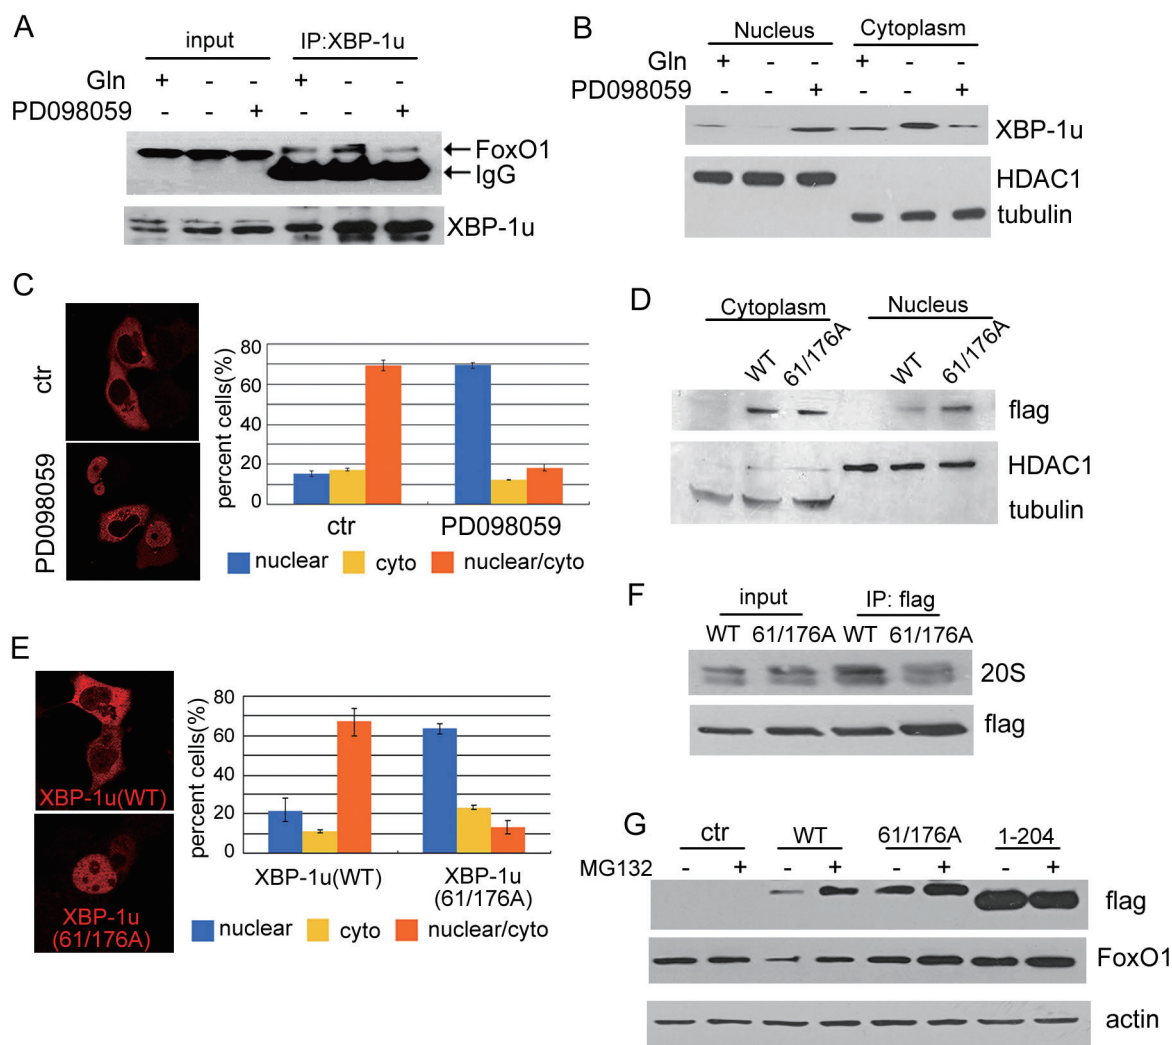 A
input
IP:XBP-1u
Gln + - - + - -
PD098059 - - + - - +
FoxO1
IgG
XBP-1u
B
Nucleus
Cytoplasm
Gln + - - + - -
PD098059 - - + - - +
XBP-1u
HDAC1
tubulin
C
ctr
PD098059
percent cells(%)
80
60
40
20
0
ctr
PD098059
nuclear
cyto
nuclear/cyto
D
Cytoplasm
Nucleus
WT
61/176A
WT
61/176A
flag
HDAC1
tubulin
E
XBP-1u(WT)
XBP-1u
(61/176A)
percent cells(%)
80
60
40
20
0
XBP-1u(WT)
XBP-1u
(61/176A)
nuclear
cyto
nuclear/cyto
F
input
IP: flag
WT 61/176A WT 61/176A
20S
flag
G
ctr
WT
61/176A
1-204
MG132 - + - + - + - +
flag
FoxO1
actin